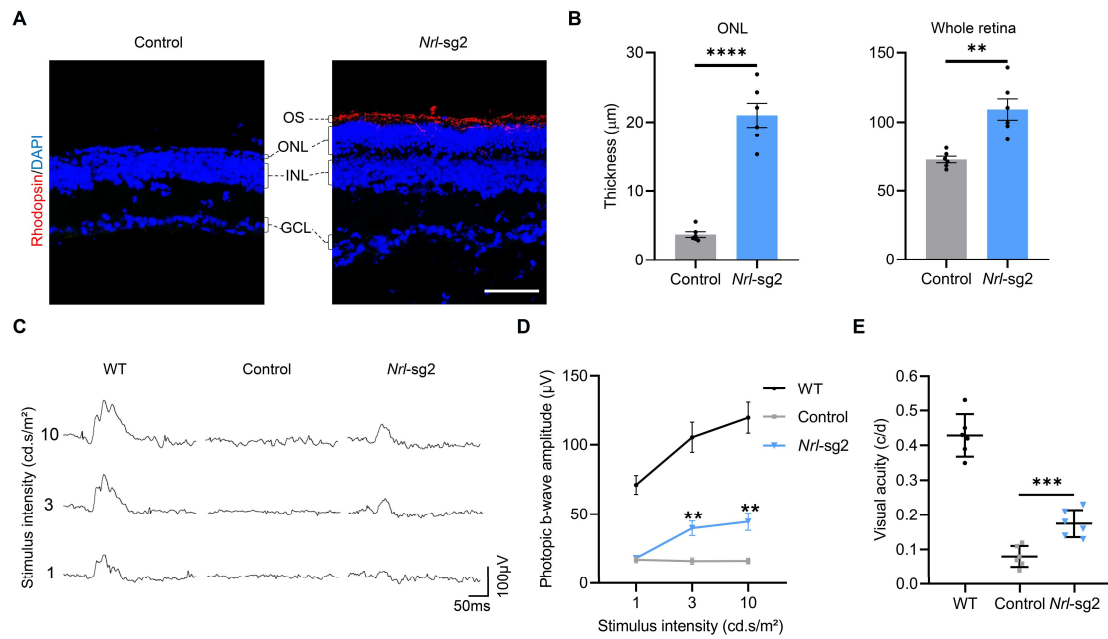 A
Control
Nrl-sg2
Rhodopsin/DAPI
OS
ONL
INL
GCL
B
ONL
Whole retina
Thickness (μm)
30
20
10
0
****
Control
Nrl-sg2
150
100
50
0
**
Control
Nrl-sg2
C
WT
Control
Nrl-sg2
Stimulus intensity (cd.s/m²)
10
3
1
100μV
50ms
D
Photopic b-wave amplitude (μV)
150
100
50
0
WT
Control
Nrl-sg2
**
**
1
3
10
Stimulus intensity (cd.s/m²)
E
Visual acuity (c/d)
0.6
0.5
0.4
0.3
0.2
0.1
0.0
***
WT
Control
Nrl-sg2